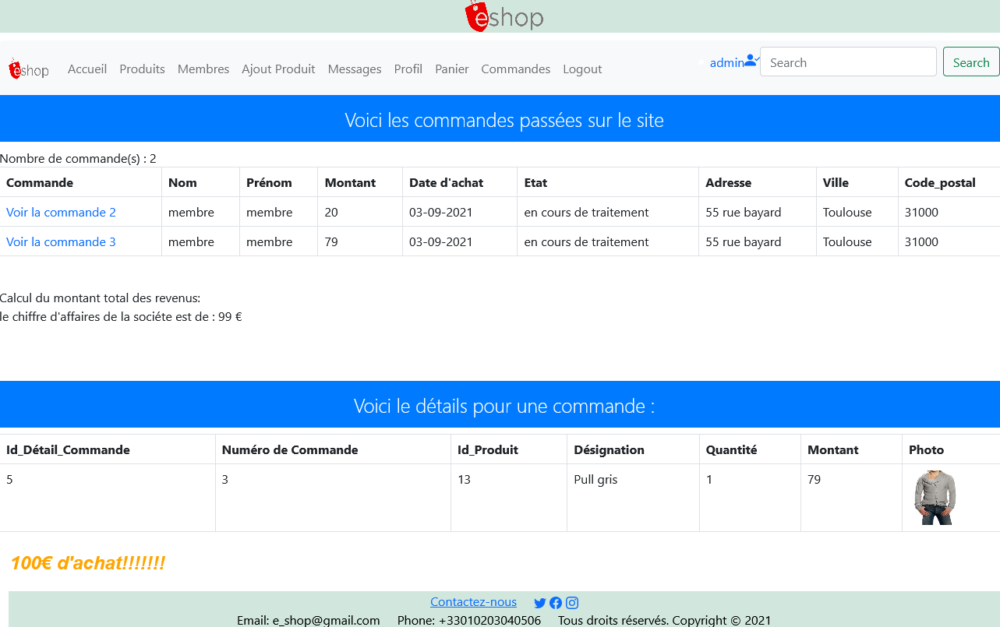 eshop
eshop Accueil Produits Membres Ajout Produit Messages Profil Panier Commandes Logout admin Search Search
Voici les commandes passées sur le site
Nombre de commande(s) : 2
Commande Nom Prénom Montant Date d'achat Etat Adresse Ville Code_postal
Voir la commande 2 membre membre 20 03-09-2021 en cours de traitement 55 rue bayard Toulouse 31000
Voir la commande 3 membre membre 79 03-09-2021 en cours de traitement 55 rue bayard Toulouse 31000
Calcul du montant total des revenus:
le chiffre d'affaires de la sociéte est de : 99 €
Voici le détails pour une commande :
Id_Détail_Commande Numéro de Commande Id_Produit Désignation Quantité Montant Photo
5 3 13 Pull gris 1 79
100€ d'achat!!!!!!!
Contactez-nous
Email: e_shop@gmail.com Phone: +33010203040506 Tous droits réservés. Copyright © 2021